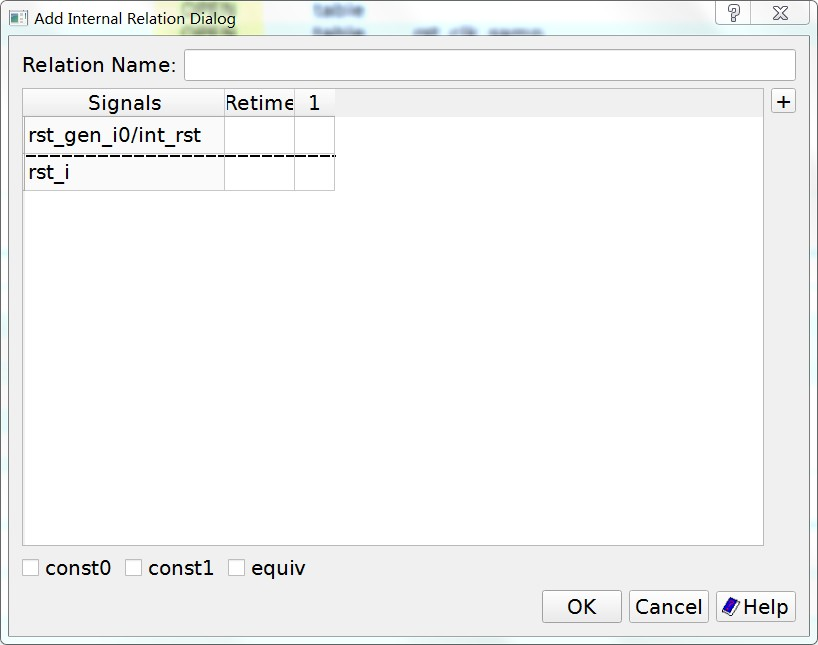 Add Internal Relation Dialog
Relation Name:
Signals Retime 1
+
rst_gen_i0/int_rst
rst_i
const0 const1 equiv
OK Cancel Help